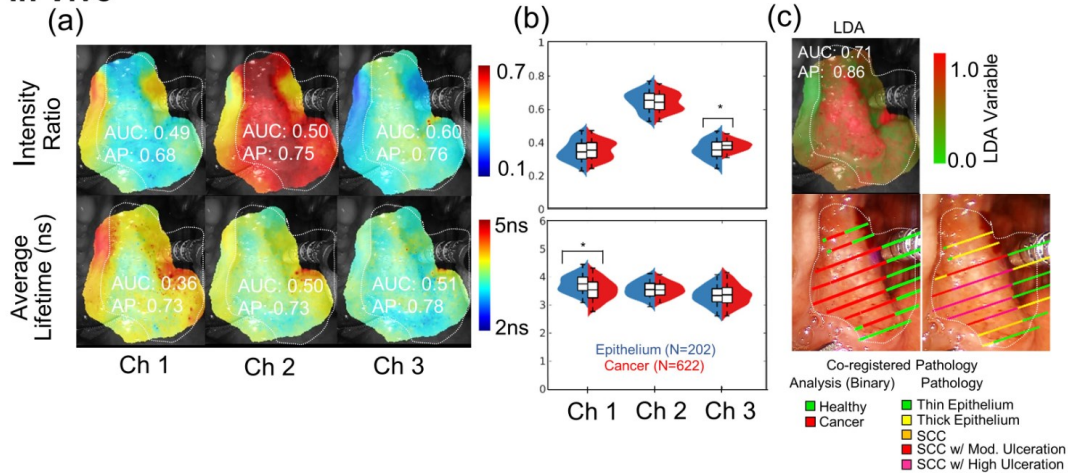 (a)
(b)
(c)
Intensity
Ratio
AUC: 0.49
AP: 0.68
AUC: 0.50
AP: 0.75
AUC: 0.60
AP: 0.76
0.7
0.1
Average
Lifetime (ns)
AUC: 0.36
AP: 0.73
AUC: 0.50
AP: 0.73
AUC: 0.51
AP: 0.78
5ns
2ns
Ch 1
Ch 2
Ch 3
1
0.8
0.6
0.4
0.2
0
*
6
5
4
3
2
1
0
*
Epithelium (N=202)
Cancer (N=622)
Ch 1
Ch 2
Ch 3
LDA
AUC: 0.71
AP: 0.86
1.0
0.0
LDA Variable
Co-registered Pathology
Analysis (Binary)
Healthy
Cancer
Pathology
Thin Epithelium
Thick Epithelium
SCC
SCC w/ Mod. Ulceration
SCC w/ High Ulceration